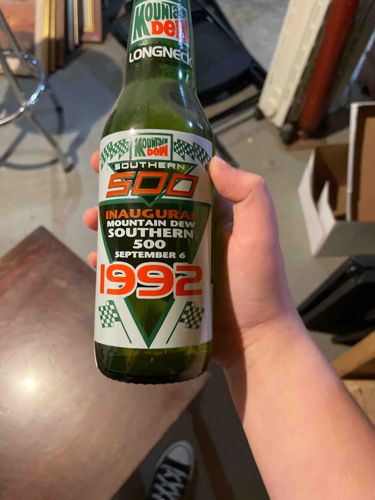 MOUNTAIN
DEW
LONGNECK
MOUNTAIN
DEW
SOUTHERN
500
INAUGURAL
MOUNTAIN DEW
SOUTHERN
500
SEPTEMBER 6
1992